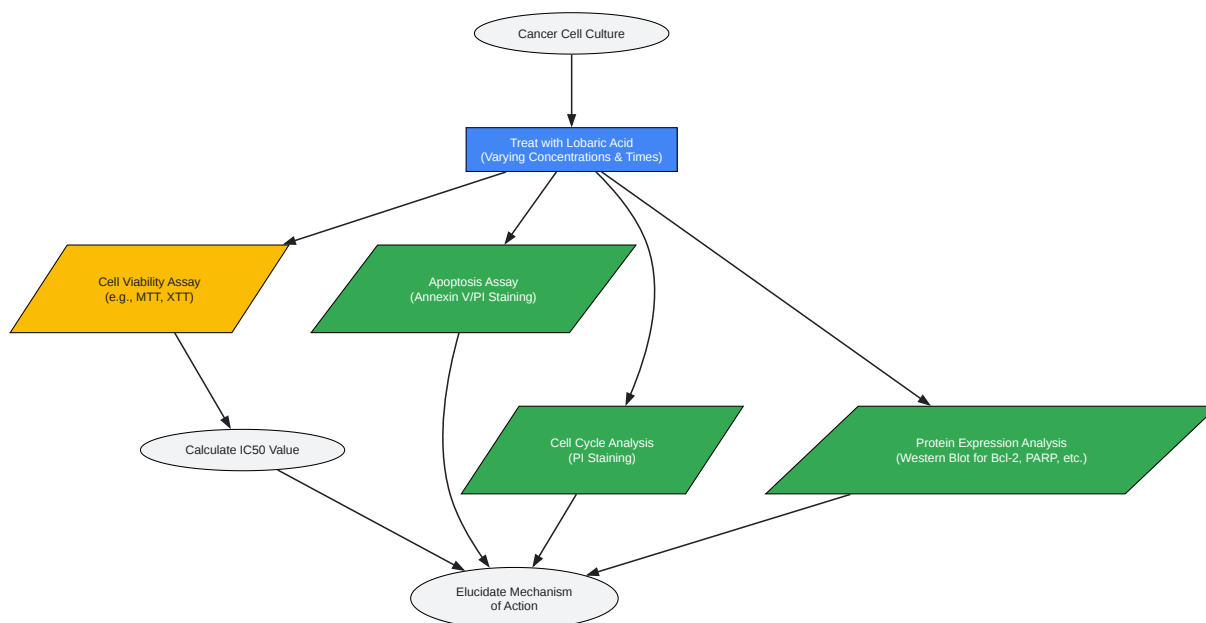 Cancer Cell Culture
Treat with Lobaric Acid
(Varying Concentrations & Times)
Cell Viability Assay
(e.g., MTT, XTT)
Apoptosis Assay
(Annexin V/PI Staining)
Cell Cycle Analysis
(PI Staining)
Protein Expression Analysis
(Western Blot for Bcl-2, PARP, etc.)
Calculate IC50 Value
Elucidate Mechanism
of Action